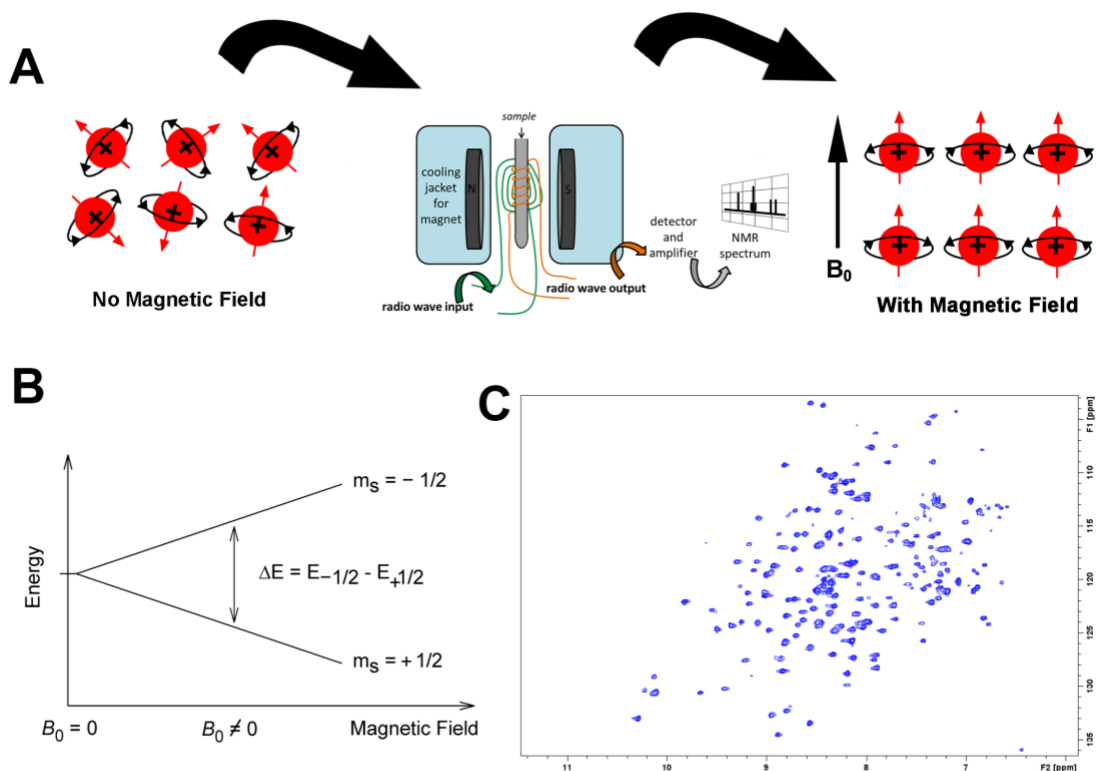 A
sample
cooling
jacket
for
magnet
N
S
radio wave input
radio wave output
detector
and
amplifier
NMR
spectrum
+ + +
+ + +
No Magnetic Field
B₀
+ + +
+ + +
With Magnetic Field
B
Energy
mₛ = − 1/2
ΔE = E₋₁/₂ - E₊₁/₂
mₛ = + 1/2
B₀ = 0
B₀ ≠ 0
Magnetic Field
C
F1 [ppm]
110
115
120
125
130
135
11
10
9
8
7
F2 [ppm]